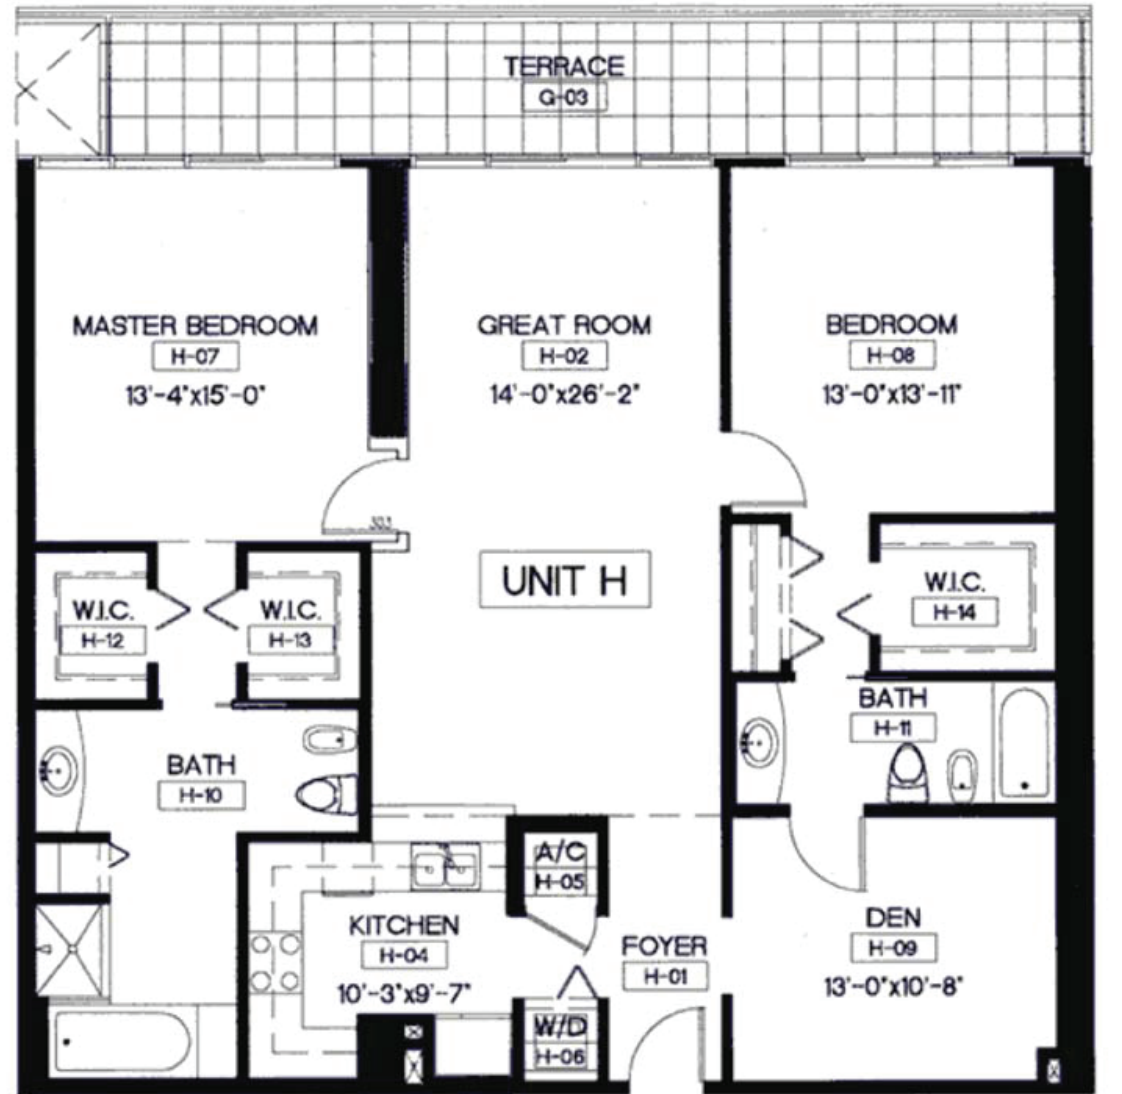 TERRACE
G-03
MASTER BEDROOM
H-07
13'-4"x15'-0"
GREAT ROOM
H-02
14'-0"x26'-2"
BEDROOM
H-08
13'-0"x13'-11"
303
UNIT H
W.I.C.
H-12
W.I.C.
H-13
W.I.C.
H-14
BATH
H-11
BATH
H-10
A/C
H-05
KITCHEN
H-04
10'-3"x9'-7"
FOYER
H-01
DEN
H-09
13'-0"x10'-8"
W/D
H-06